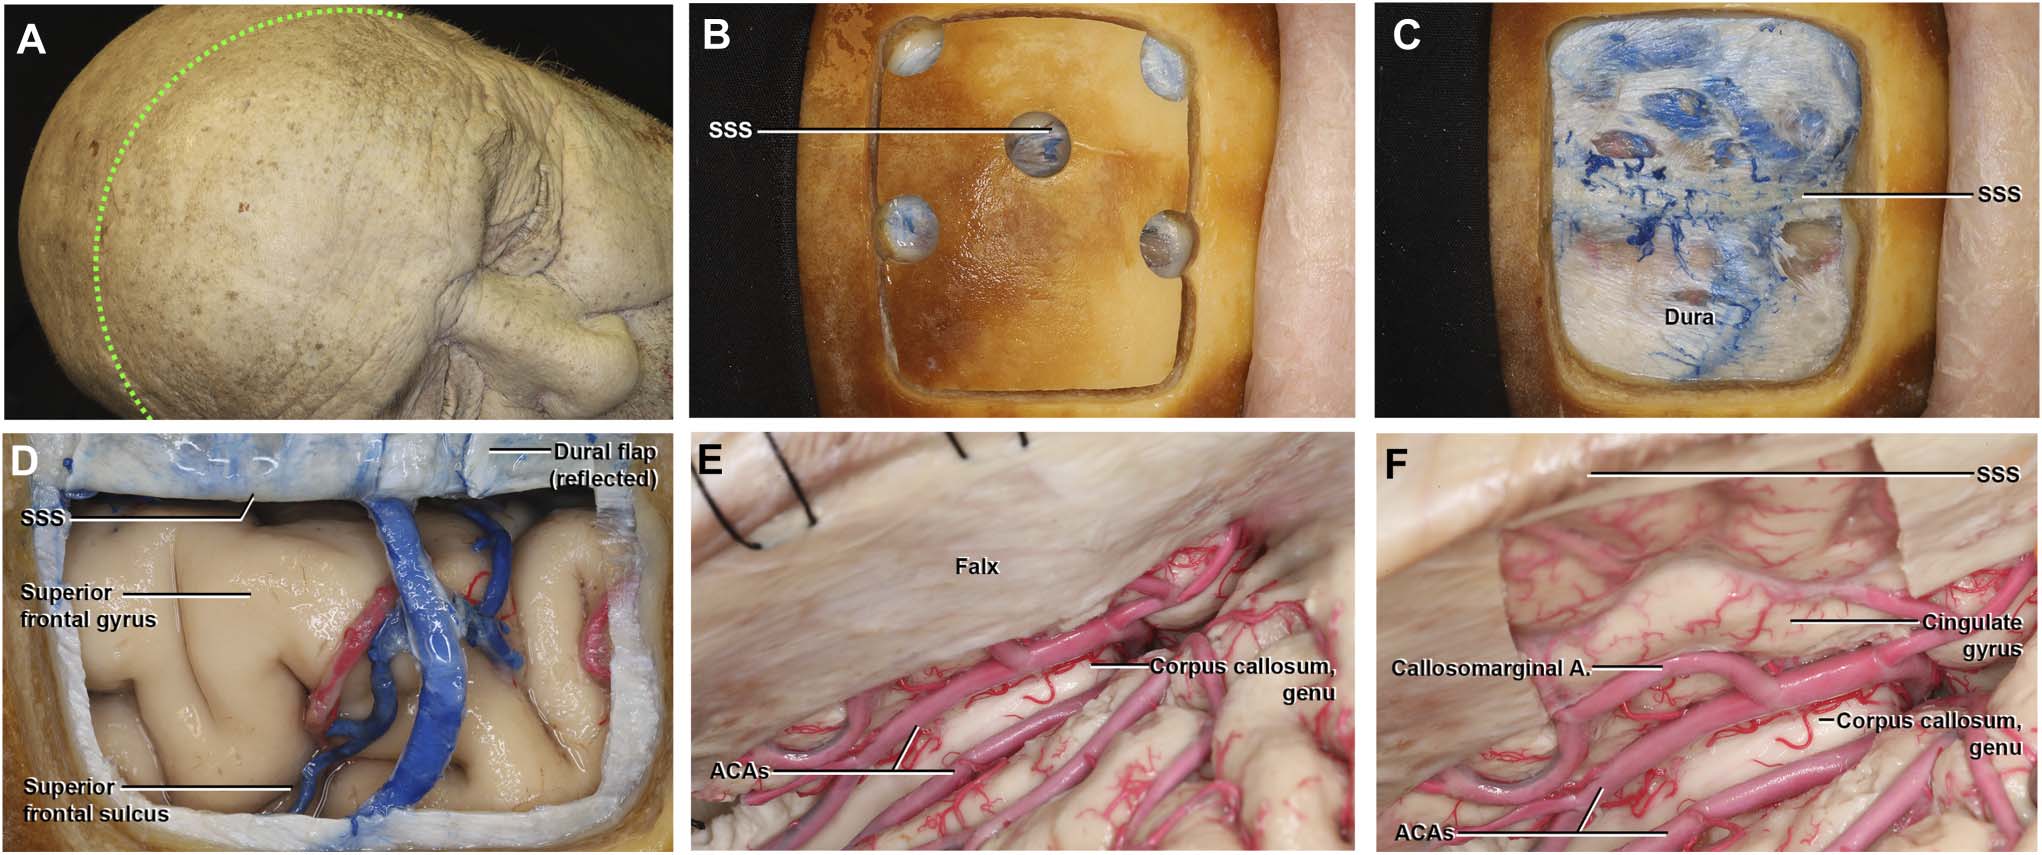 A
B
SSS
C
SSS
Dura
D
Dural flap
(reflected)
SSS
Superior
frontal gyrus
Superior
frontal sulcus
E
Falx
Corpus callosum,
genu
ACAs
F
SSS
Cingulate
gyrus
Callosomarginal A.
Corpus callosum,
genu
ACAs